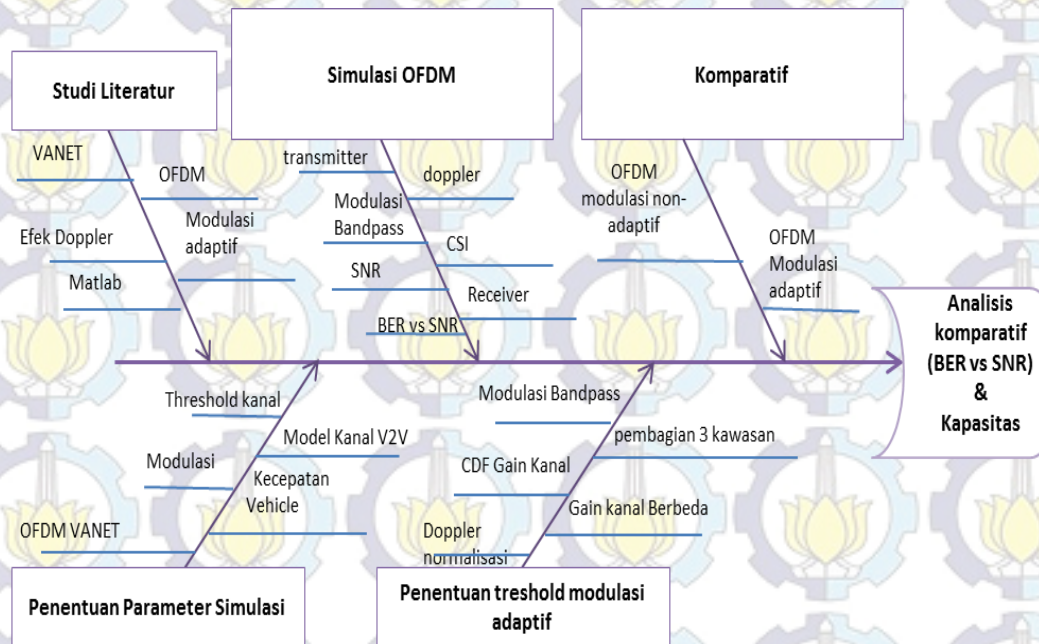 Studi Literatur
Simulasi OFDM
Komparatif
VANET
OFDM
Modulasi
adaptif
Efek Doppler
Matlab
transmitter
doppler
Modulasi
Bandpass
CSI
SNR
Receiver
BER vs SNR
OFDM
modulasi non-
adaptif
OFDM
Modulasi
adaptif
Analisis
komparatif
(BER vs SNR)
&
Kapasitas
Threshold kanal
Model Kanal V2V
Modulasi
Kecepatan
Vehicle
OFDM VANET
Modulasi Bandpass
pembagian 3 kawasan
CDF Gain Kanal
Gain kanal Berbeda
Doppler
normalisasi
Penentuan Parameter Simulasi
Penentuan treshold modulasi
adaptif